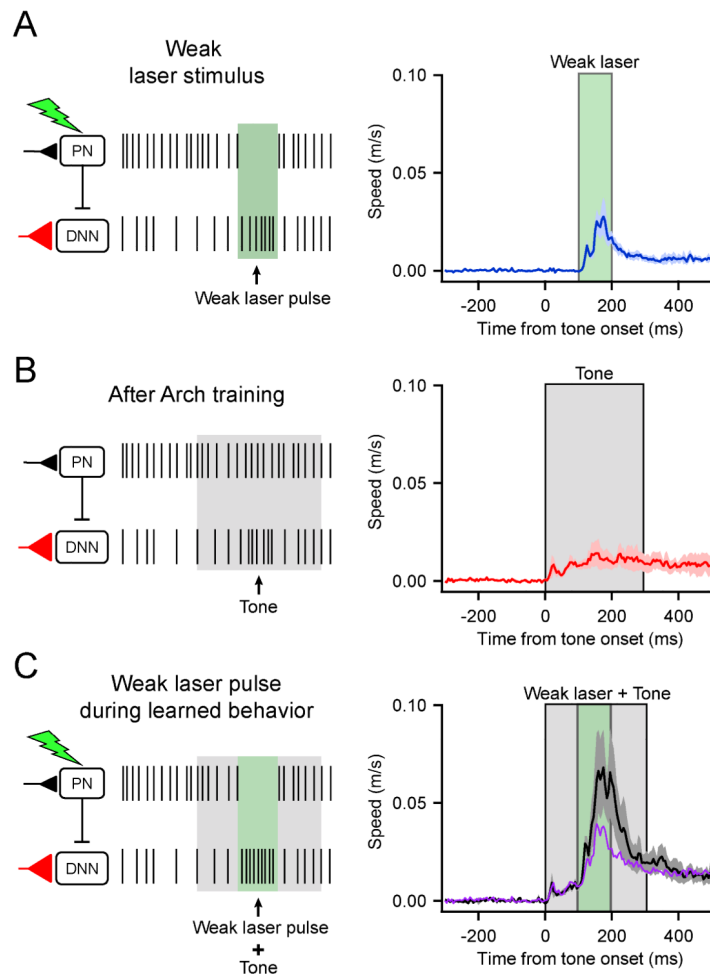 A
Weak
laser stimulus
PN
DNN
Weak laser pulse
Weak laser
0.10
0.05
0.00
Speed (m/s)
-200 0 200 400
Time from tone onset (ms)
B
After Arch training
PN
DNN
Tone
Tone
0.10
0.05
0.00
Speed (m/s)
-200 0 200 400
Time from tone onset (ms)
C
Weak laser pulse
during learned behavior
PN
DNN
Weak laser pulse
+
Tone
Weak laser + Tone
0.10
0.05
0.00
Speed (m/s)
-200 0 200 400
Time from tone onset (ms)